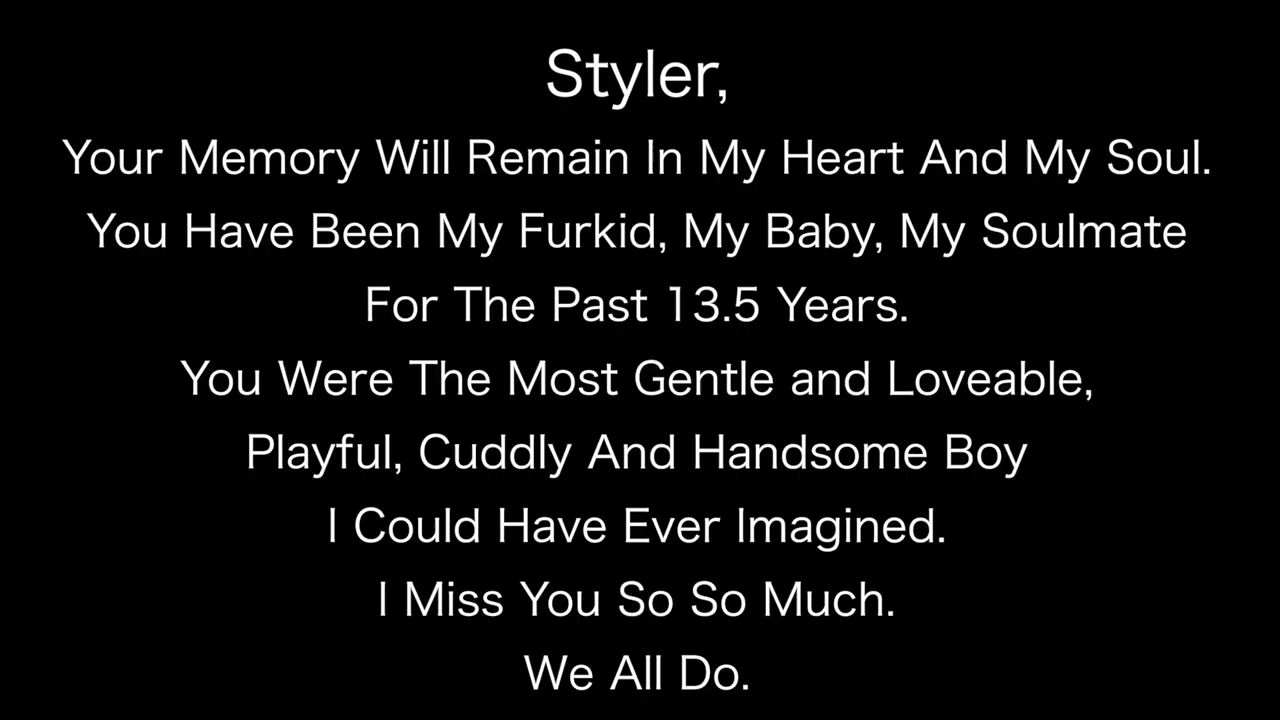 Styler,
Your Memory Will Remain In My Heart And My Soul.
You Have Been My Furkid, My Baby, My Soulmate
For The Past 13.5 Years.
You Were The Most Gentle and Loveable,
Playful, Cuddly And Handsome Boy
I Could Have Ever Imagined.
I Miss You So So Much.
We All Do.